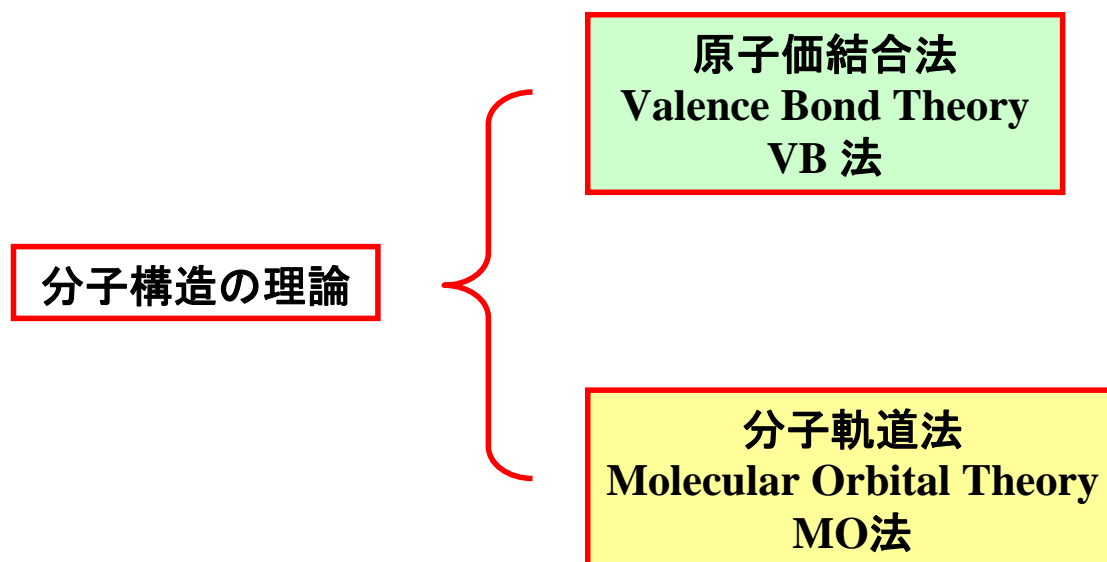 原子価結合法
Valence Bond Theory
VB 法
分子構造の理論
分子軌道法
Molecular Orbital Theory
MO法